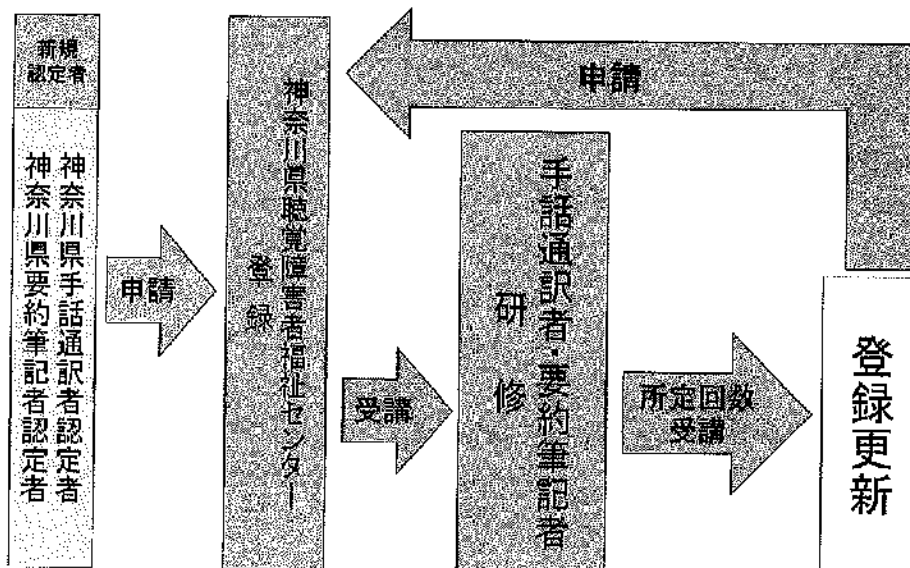 新規
認定者
神奈川県手話通訳者認定者
神奈川県要約筆記者認定者
申請
神奈川県聴覚障害者福祉センター
登録
受講
手話通訳者・要約筆記者
研修
所定回数
受講
登録更新
申請